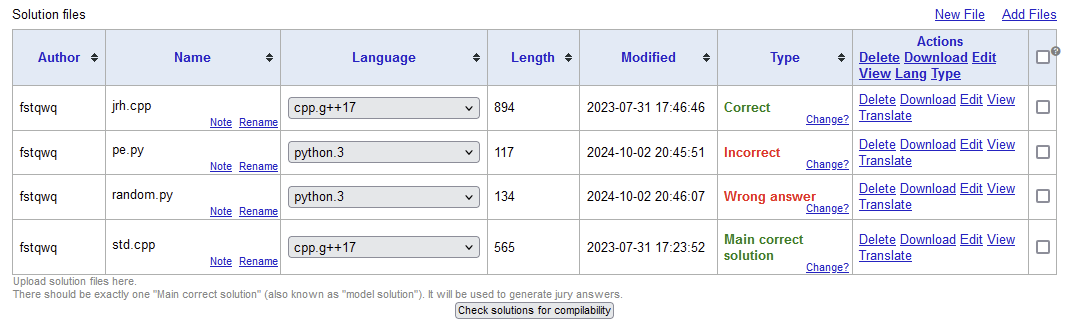 Solution files New File Add Files
Author Name Language Length Modified Type Actions
Delete Download Edit
View Lang Type
?
fstqwq jrh.cpp cpp.g++17 894 2023-07-31 17:46:46 Correct Delete Download Edit View
Note Rename Change? Translate
fstqwq pe.py python.3 117 2024-10-02 20:45:51 Incorrect Delete Download Edit View
Note Rename Change? Translate
fstqwq random.py python.3 134 2024-10-02 20:46:07 Wrong answer Delete Download Edit View
Note Rename Change? Translate
fstqwq std.cpp cpp.g++17 565 2023-07-31 17:23:52 Main correct Delete Download Edit View
solution Translate
Note Rename Change?
Upload solution files here.
There should be exactly one "Main correct solution" (also known as "model solution"). It will be used to generate jury answers.
Check solutions for compilability